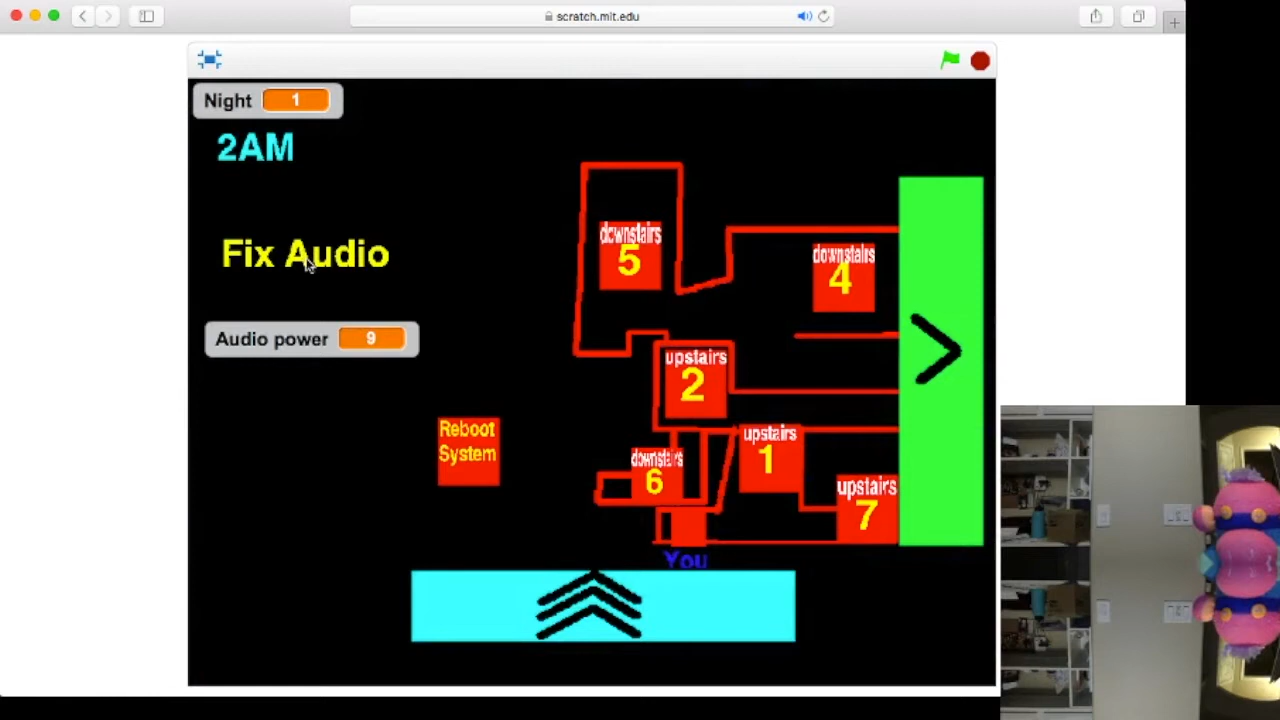 scratch.mit.edu
Night 1
2AM
Fix Audio
Audio power 9
Reboot
System
downstairs
5
downstairs
4
upstairs
2
upstairs
1
downstairs
6
upstairs
7
You